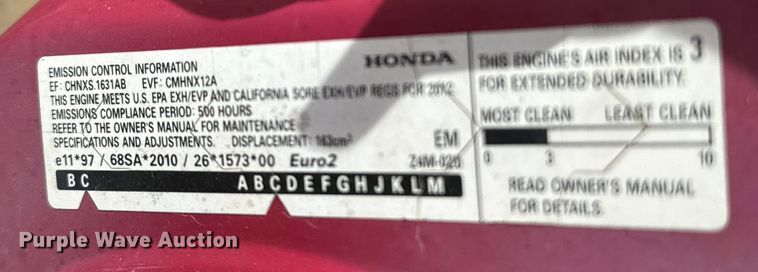 HONDA
EMISSION CONTROL INFORMATION
EF: CHNXS.1631AB EVF: CMHNX12A
THIS ENGINE MEETS U.S. EPA EXH/EVP AND CALIFORNIA SORE EXH/EVP REGS FOR 2012
EMISSIONS COMPLIANCE PERIOD: 500 HOURS
REFER TO THE OWNER'S MANUAL FOR MAINTENANCE
SPECIFICATIONS AND ADJUSTMENTS. DISPLACEMENT: 163cm³ EM
e11*97 / 68SA*2010 / 26*1573*00 Euro2 Z4M-020
B C A B C D E F G H J K L M
THIS ENGINE'S AIR INDEX IS 3
FOR EXTENDED DURABILITY.
MOST CLEAN LEAST CLEAN
0 3 10
READ OWNER'S MANUAL
FOR DETAILS.
Purple Wave Auction